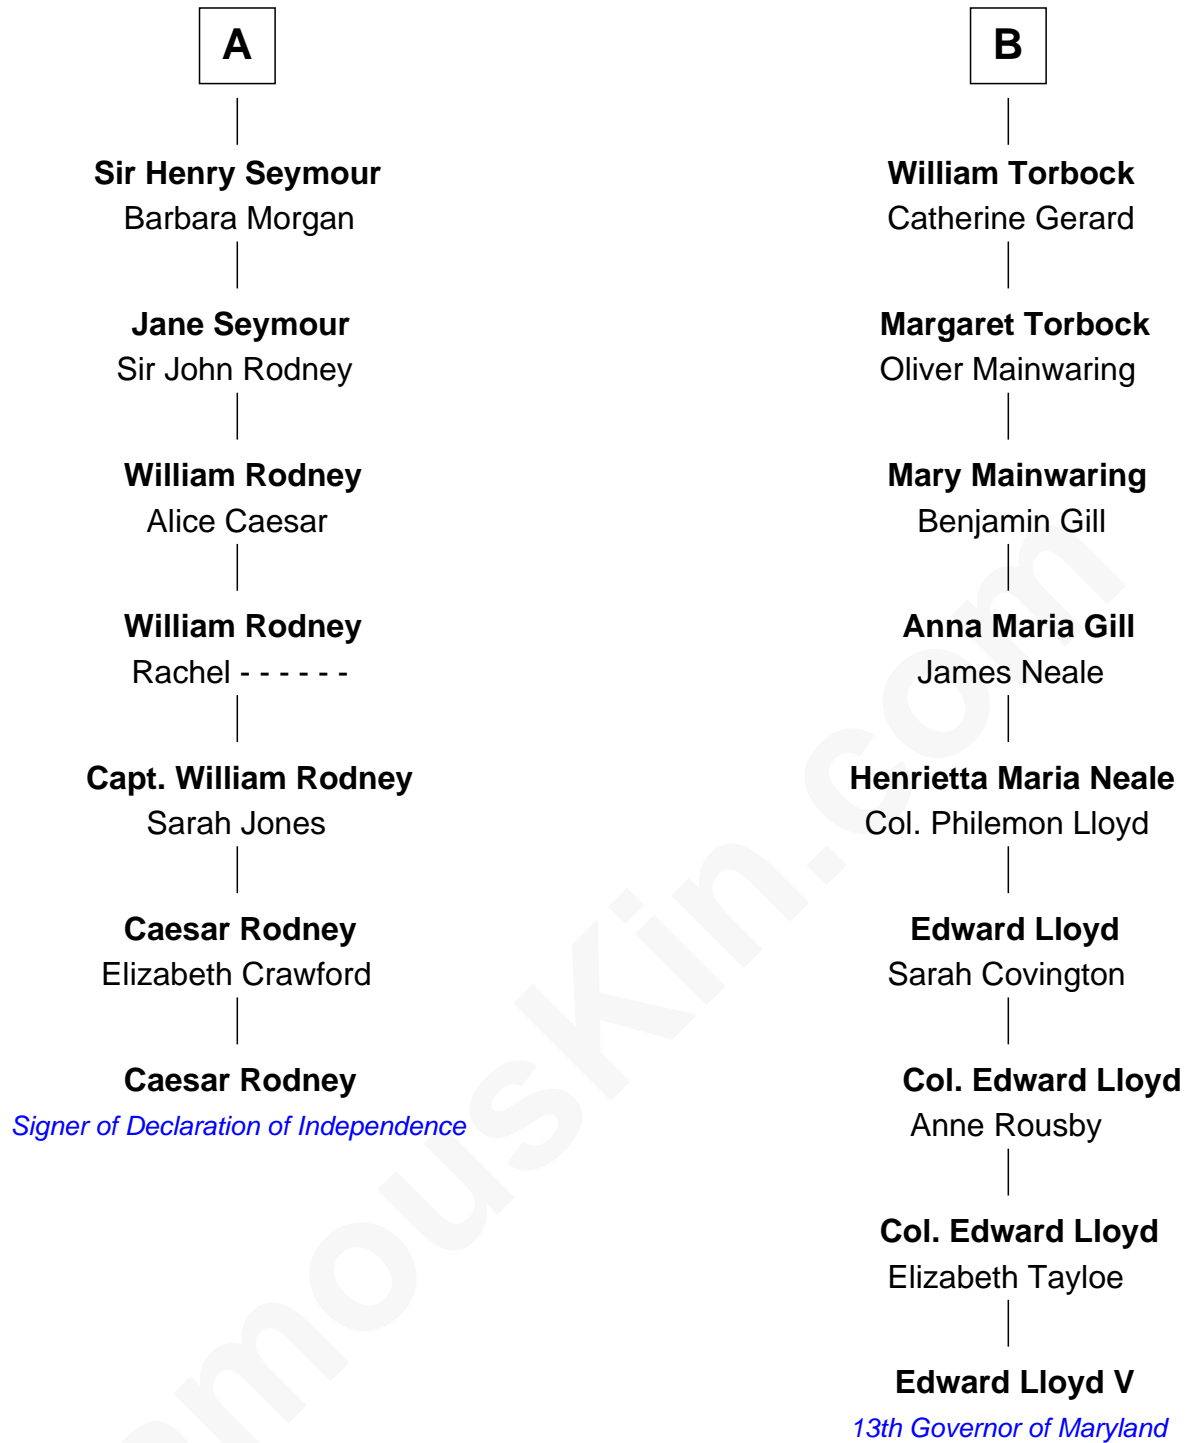 A
Sir Henry Seymour
Barbara Morgan
Jane Seymour
Sir John Rodney
William Rodney
Alice Caesar
William Rodney
Rachel - - - - - -
Capt. William Rodney
Sarah Jones
Caesar Rodney
Elizabeth Crawford
Caesar Rodney
Signer of Declaration of Independence
B
William Torbock
Catherine Gerard
Margaret Torbock
Oliver Mainwaring
Mary Mainwaring
Benjamin Gill
Anna Maria Gill
James Neale
Henrietta Maria Neale
Col. Philemon Lloyd
Edward Lloyd
Sarah Covington
Col. Edward Lloyd
Anne Rousby
Col. Edward Lloyd
Elizabeth Tayloe
Edward Lloyd V
13th Governor of Maryland
amousKin.com